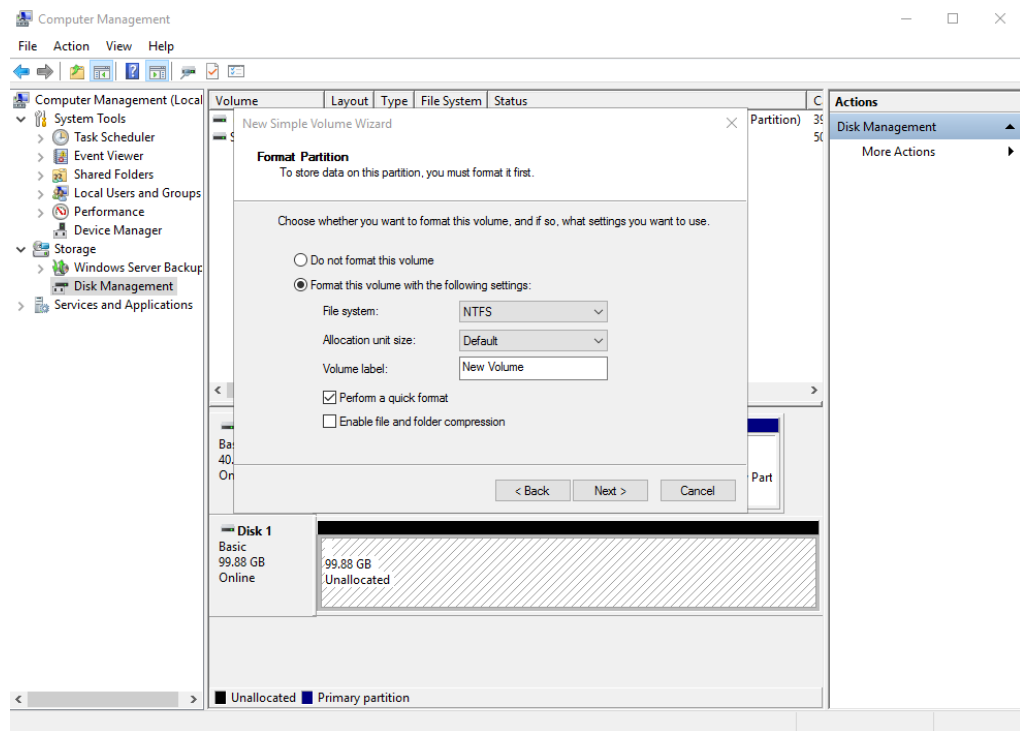 Computer Management
File Action View Help
Computer Management (Local
System Tools
Task Scheduler
Event Viewer
Shared Folders
Local Users and Groups
Performance
Device Manager
Storage
Windows Server Backup
Disk Management
Services and Applications
Volume Layout Type File System Status C
Partition) 39
S 50
New Simple Volume Wizard
Format Partition
To store data on this partition, you must format it first.
Choose whether you want to format this volume, and if so, what settings you want to use.
Do not format this volume
Format this volume with the following settings:
File system: NTFS
Allocation unit size: Default
Volume label: New Volume
Perform a quick format
Enable file and folder compression
< Back Next > Cancel
Ba
40.
On
Part
Disk 1
Basic
99.88 GB
Online
99.88 GB
Unallocated
Unallocated Primary partition
Actions
Disk Management
More Actions